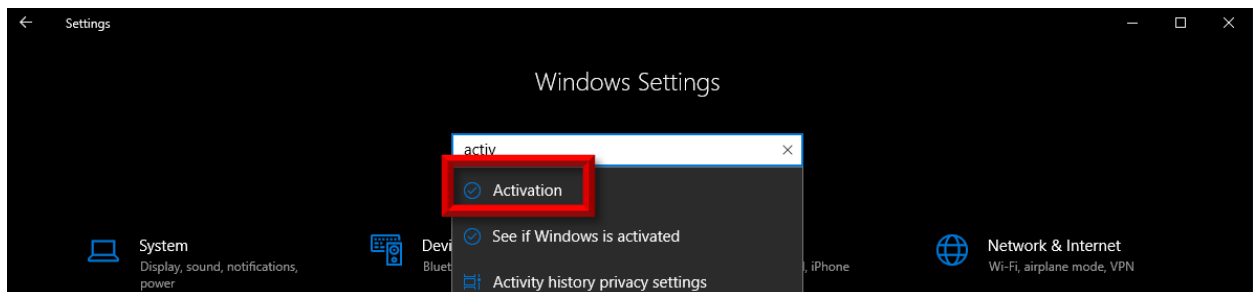 Settings
Windows Settings
activ
Activation
See if Windows is activated
Activity history privacy settings
System
Display, sound, notifications,
power
Devi
Bluet
, iPhone
Network & Internet
Wi-Fi, airplane mode, VPN